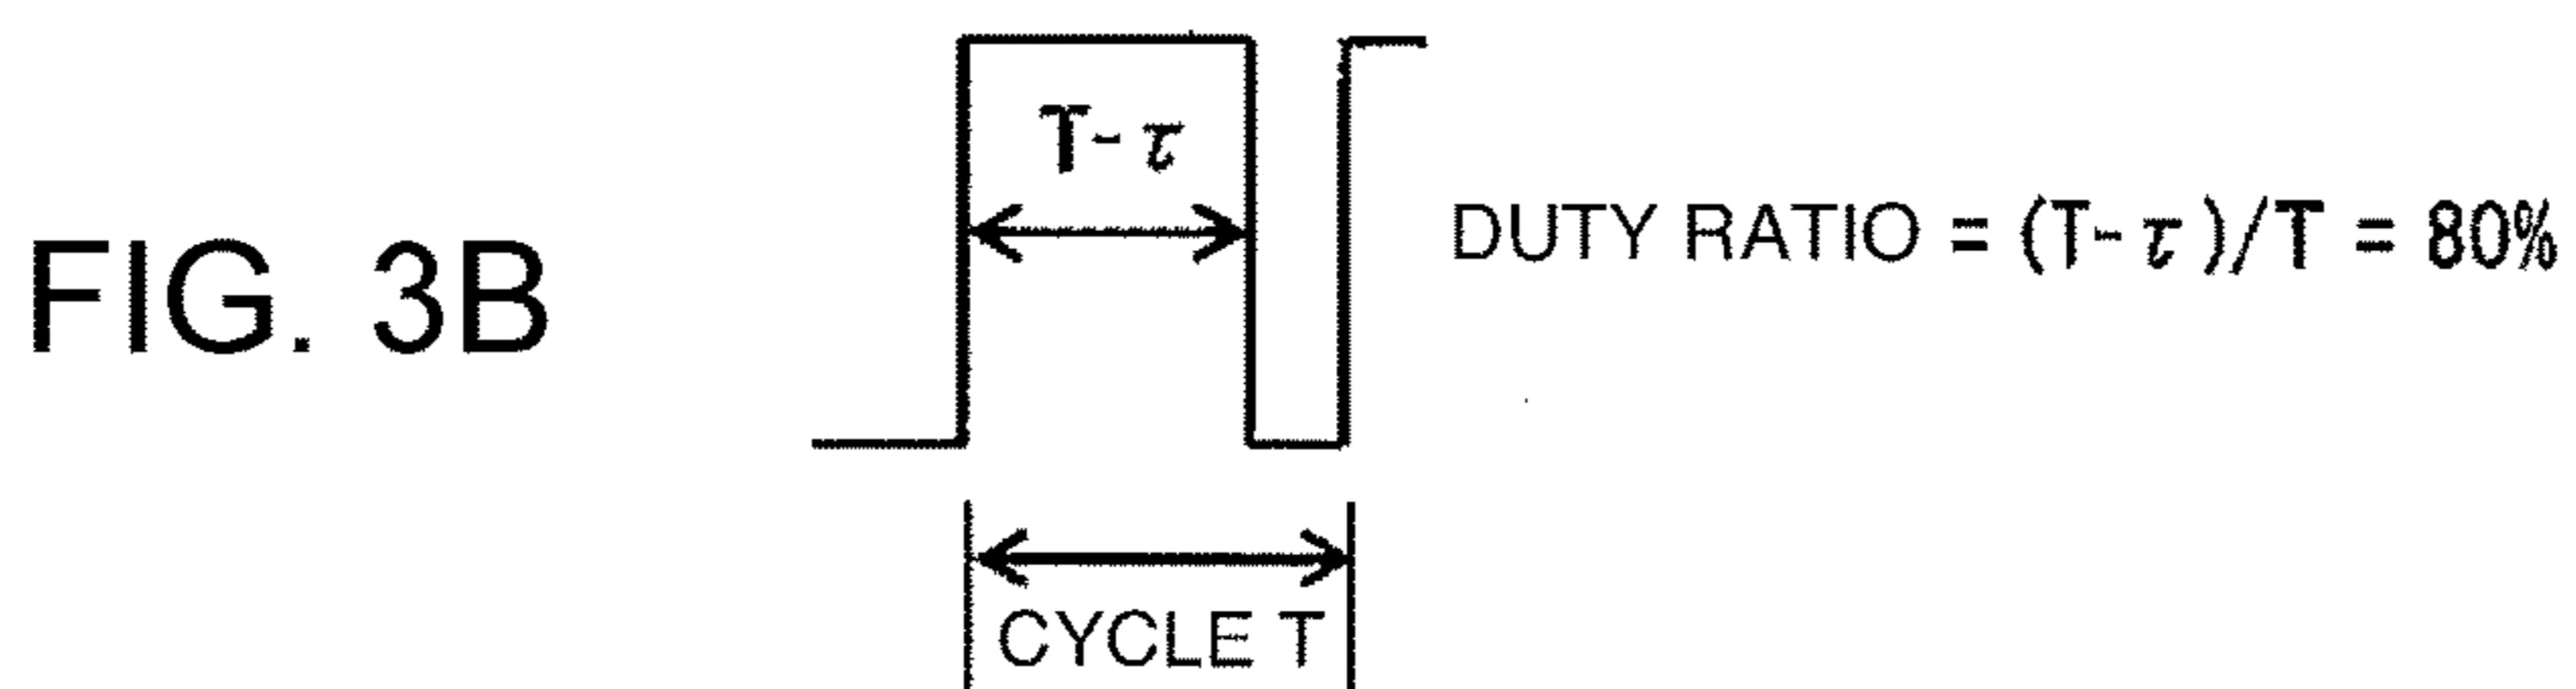 FIG. 3B
T-τ
DUTY RATIO = (T-τ)/T = 80%
CYCLE T